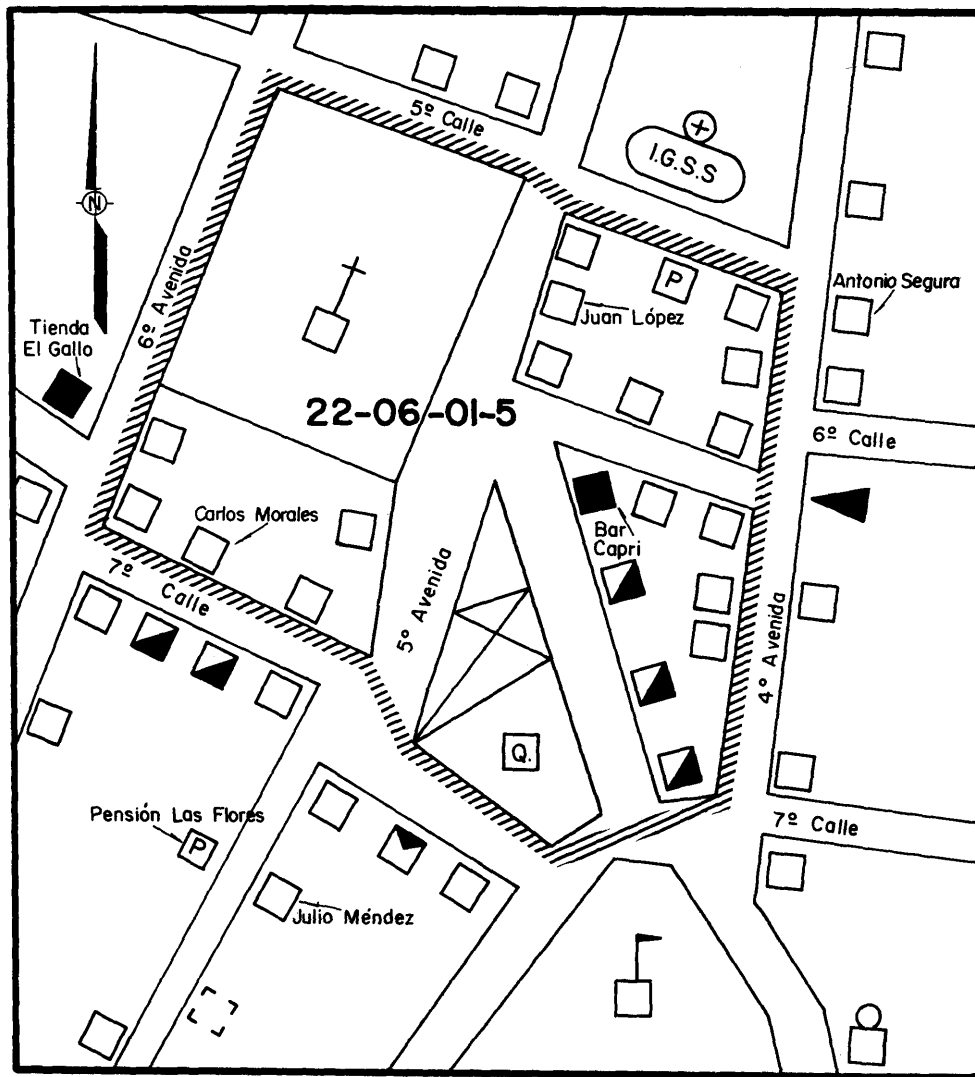 5º Calle
I.G.S.S
N
6º Avenida
Tienda
El Gallo
P
Juan López
Antonio Segura
22-06-01-5
6º Calle
Carlos Morales
Bar
Capri
7º Calle
5º Avenida
4º Avenida
Q.
Pensión Las Flores
P
7º Calle
Julio Méndez